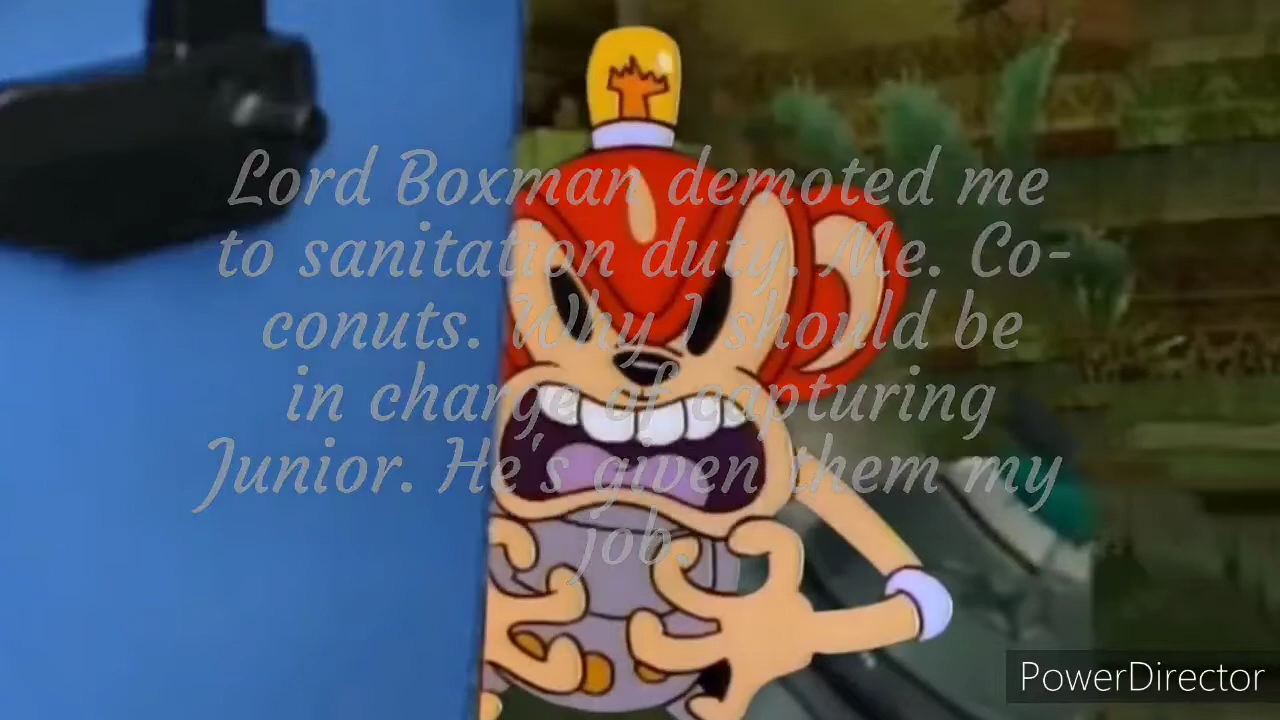 Lord Boxman demoted me
to sanitation duty. Me. Co-
conuts. Why I should be
in charge of capturing
Junior. He's given them my
job.
PowerDirector